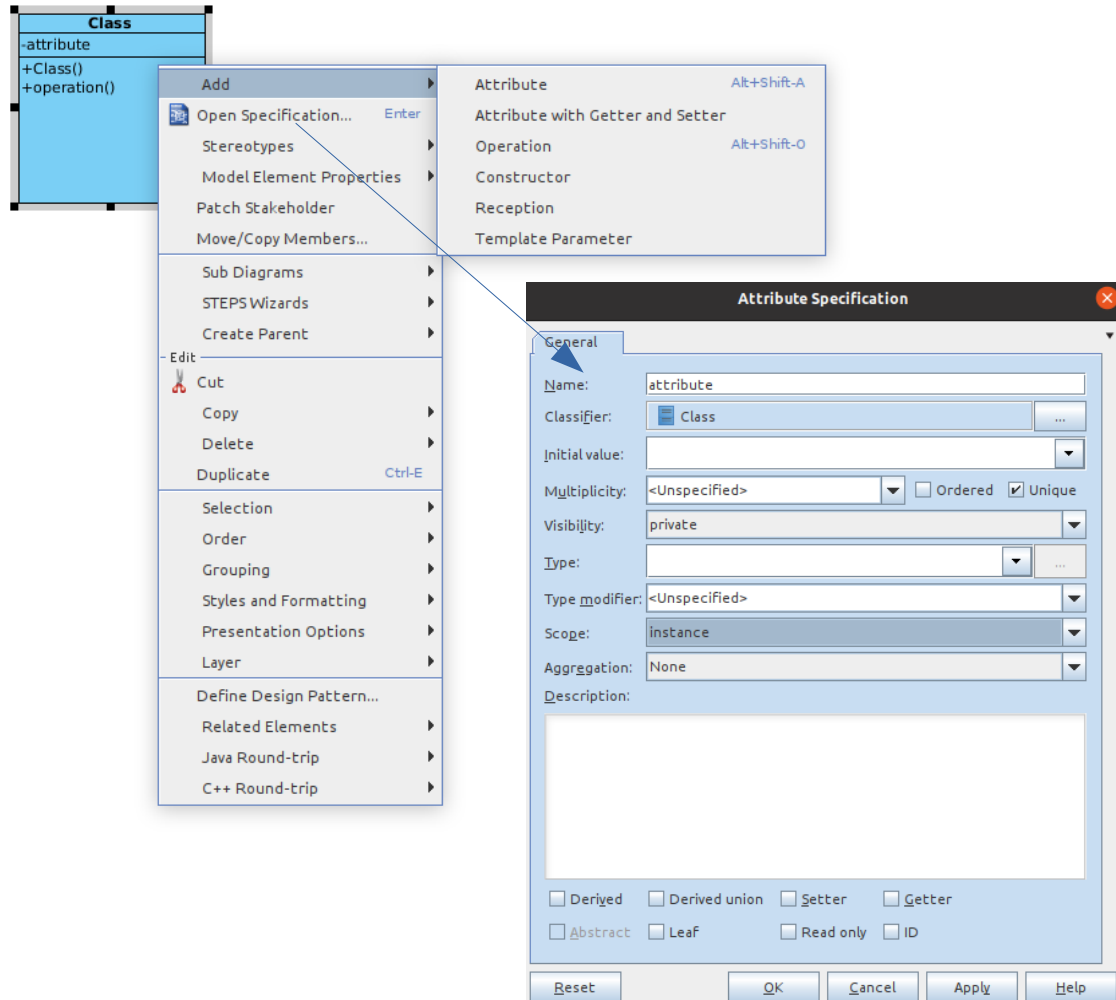 Class
-attribute
+Class()
+operation()
Add
Open Specification... Enter
Stereotypes
Model Element Properties
Patch Stakeholder
Move/Copy Members...
Sub Diagrams
STEPS Wizards
Create Parent
Edit
Cut
Copy
Delete
Duplicate Ctrl-E
Selection
Order
Grouping
Styles and Formatting
Presentation Options
Layer
Define Design Pattern...
Related Elements
Java Round-trip
C++ Round-trip
Attribute Alt+Shift-A
Attribute with Getter and Setter
Operation Alt+Shift-O
Constructor
Reception
Template Parameter
Attribute Specification
General
Name: attribute
Classifier: Class ...
Initial value:
Multiplicity: <Unspecified> Ordered Unique
Visibility: private
Type: ...
Type modifier: <Unspecified>
Scope: instance
Aggregation: None
Description:
Derived Derived union Setter Getter
Abstract Leaf Read only ID
Reset OK Cancel Apply Help